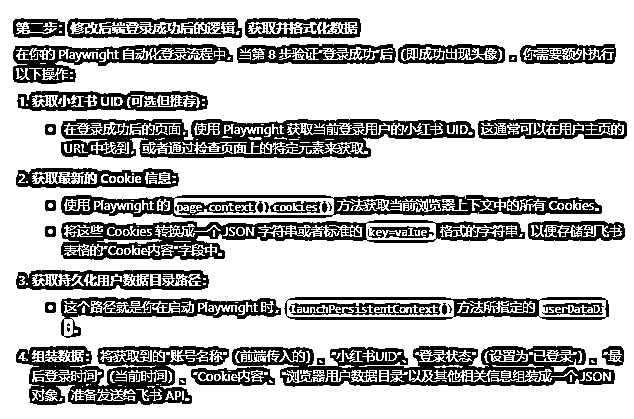 第二步：修改后端登录成功后的逻辑，获取并格式化数据
在你的 Playwright 自动化登录流程中，当第 8 步验证"登录成功"后（即成功出现头像），你需要额外执行
以下操作：
1. 获取小红书 UID (可选但推荐)：
○ 在登录成功后的页面，使用 Playwright 获取当前登录用户的小红书 UID。这通常可以在用户主页的
URL 中找到，或者通过检查页面上的特定元素来获取。
2. 获取最新的 Cookie 信息：
○ 使用 Playwright 的 page.context().cookies() 方法获取当前浏览器上下文中的所有 Cookies。
○ 将这些 Cookies 转换成一个 JSON 字符串或者标准的 key=value; 格式的字符串，以便存储到飞书
表格的"Cookie内容"字段中。
3. 获取持久化用户数据目录路径：
○ 这个路径就是你在启动 Playwright 时，launchPersistentContext() 方法所指定的 userDataDi
r。
4. 组装数据：将获取到的"账号名称"（前端传入的）、"小红书UID"、"登录状态"（设置为"已登录"）、"最
后登录时间"（当前时间）、"Cookie内容"、"浏览器用户数据目录"以及其他相关信息组装成一个 JSON
对象，准备发送给飞书 API。